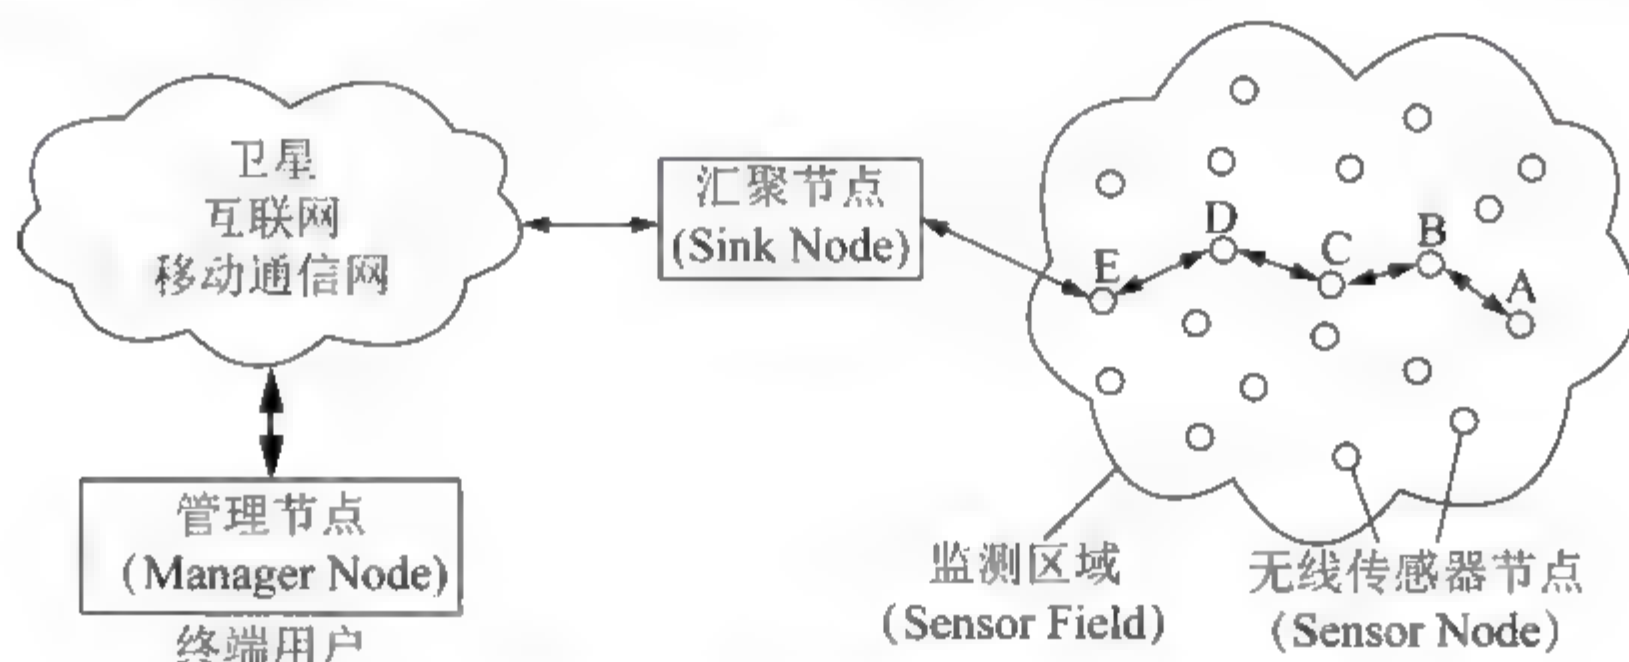 卫星
互联网
移动通信网
汇聚节点
(Sink Node)
E
D
C
B
A
管理节点
(Manager Node)
终端用户
监测区域
(Sensor Field)
无线传感器节点
(Sensor Node)